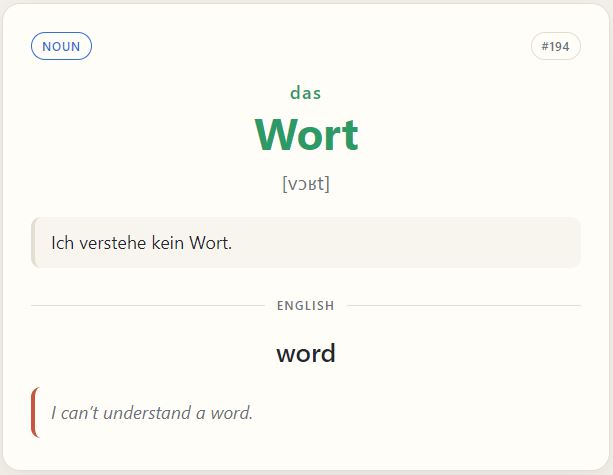 NOUN
#194
das
Wort
[vɔʁt]
Ich verstehe kein Wort.
ENGLISH
word
I can’t understand a word.